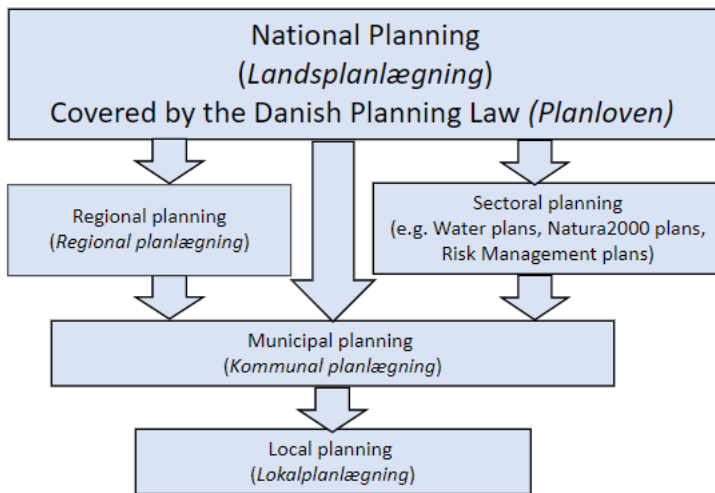 National Planning
(Landsplanlægning)
Covered by the Danish Planning Law (Planloven)
Regional planning
(Regional planlægning)
Sectoral planning
(e.g. Water plans, Natura2000 plans,
Risk Management plans)
Municipal planning
(Kommunal planlægning)
Local planning
(Lokalplanlægning)